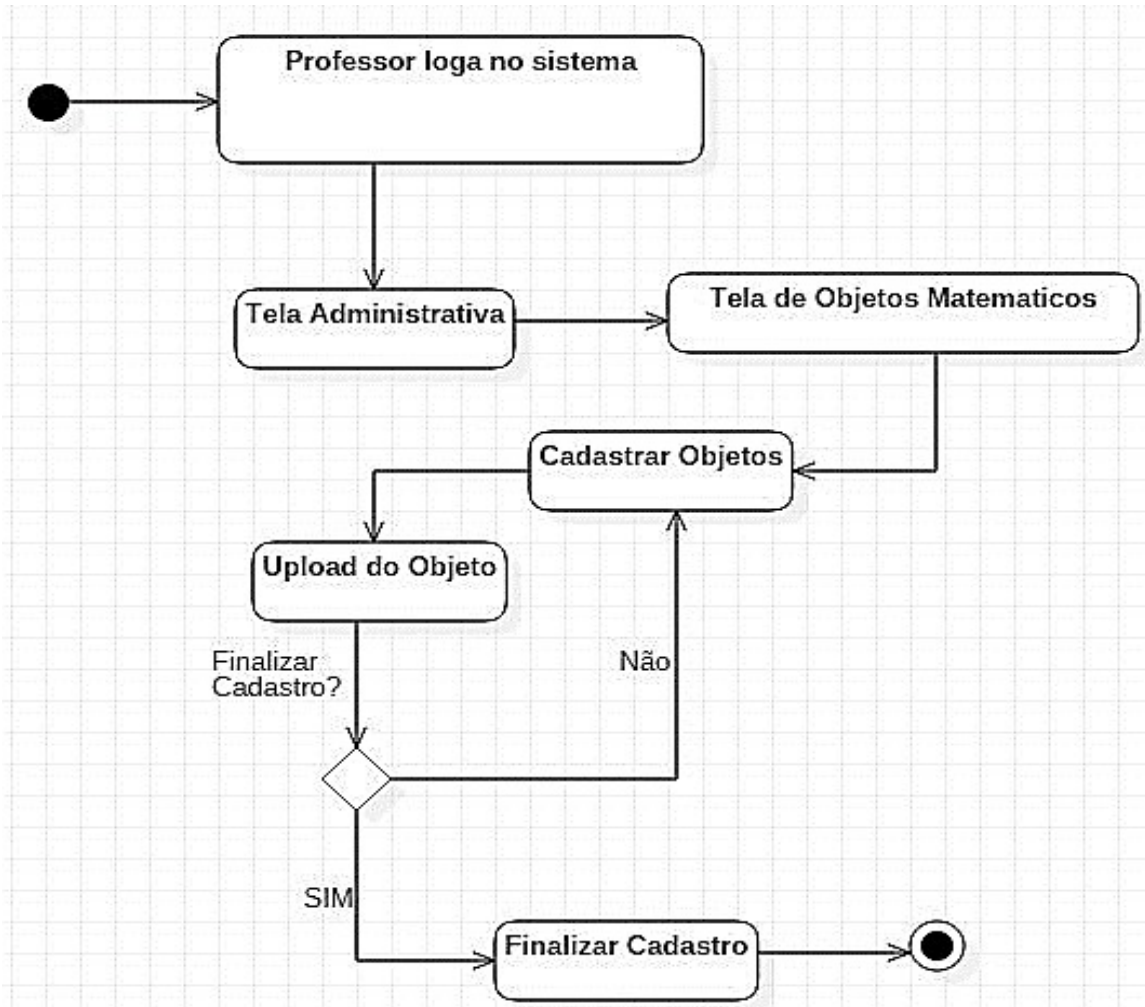 Professor loga no sistema
Tela Administrativa
Tela de Objetos Matematicos
Cadastrar Objetos
Upload do Objeto
Finalizar
Cadastro?
Não
SIM
Finalizar Cadastro